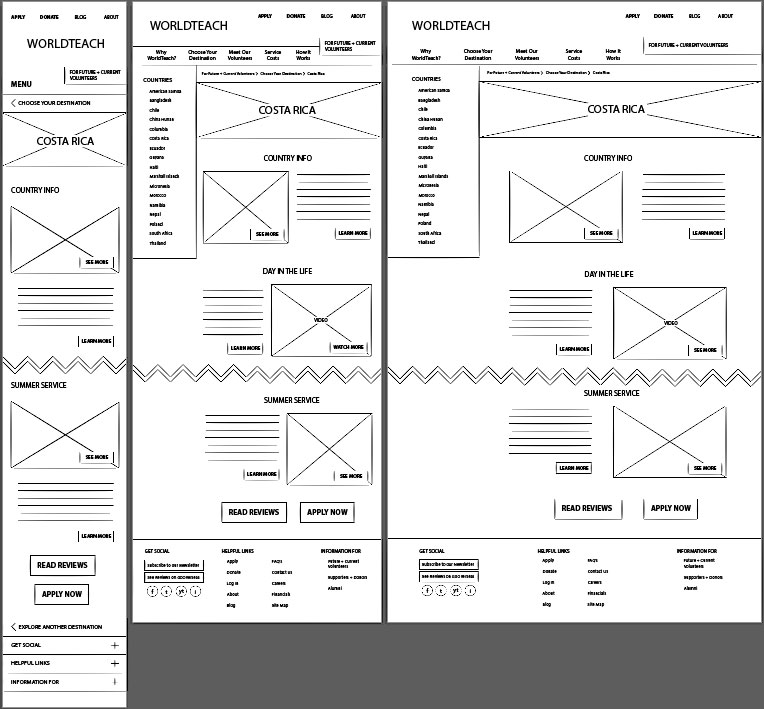 APPLY DONATE BLOG ABOUT
WORLDTEACH
FOR FUTURE + CURRENT
VOLUNTEERS
MENU
CHOOSE YOUR DESTINATION
COSTA RICA
COUNTRY INFO
SEE MORE
LEARN MORE
SUMMER SERVICE
SEE MORE
LEARN MORE
READ REVIEWS
APPLY NOW
EXPLORE ANOTHER DESTINATION
GET SOCIAL +
HELPFUL LINKS +
INFORMATION FOR +
APPLY DONATE BLOG ABOUT
WORLDTEACH
FOR FUTURE + CURRENT
VOLUNTEERS
Why Choose Your Meet Our Service How It
WorldTeach? Destination Volunteers Costs Works
For Future + Current Volunteers > Choose Your Destination > Costa Rica
COUNTRIES
American Samoa
Bangladesh
Chile
China Hunan
Columbia
Costa Rica
Ecuador
Guyana
Haiti
Marshall Islands
Micronesia
Morocco
Namibia
Nepal
Poland
South Africa
Thailand
COSTA RICA
COUNTRY INFO
SEE MORE
LEARN MORE
DAY IN THE LIFE
VIDEO
LEARN MORE
WATCH MORE
SUMMER SERVICE
LEARN MORE
SEE MORE
READ REVIEWS APPLY NOW
GET SOCIAL
Subscribe to our Newsletter
f t yt i
HELPFUL LINKS
Apply FAQ's
Donate Contact Us
Log In Careers
About Financials
Blog Site Map
INFORMATION FOR
Future + Current
Volunteers
Supporters + Donors
Alumni
APPLY DONATE BLOG ABOUT
WORLDTEACH
FOR FUTURE + CURRENT VOLUNTEERS
Why Choose Your Meet Our Service How It
WorldTeach? Destination Volunteers Costs Works
For Future + Current Volunteers > Choose Your Destination > Costa Rica
COUNTRIES
American Samoa
Bangladesh
Chile
China Hunan
Colombia
Costa Rica
Ecuador
Guyana
Haiti
Marshall Islands
Micronesia
Morocco
Namibia
Nepal
Poland
South Africa
Thailand
COSTA RICA
COUNTRY INFO
SEE MORE
LEARN MORE
DAY IN THE LIFE
VIDEO
LEARN MORE
SEE MORE
SUMMER SERVICE
LEARN MORE
SEE MORE
READ REVIEWS APPLY NOW
GET SOCIAL
Subscribe to our Newsletter
f t yt i
HELPFUL LINKS
Apply FAQ's
Donate Contact Us
Log In Careers
About Financials
Blog Site Map
INFORMATION FOR
Future + Current
Volunteers
Supporters + Donors
Alumni